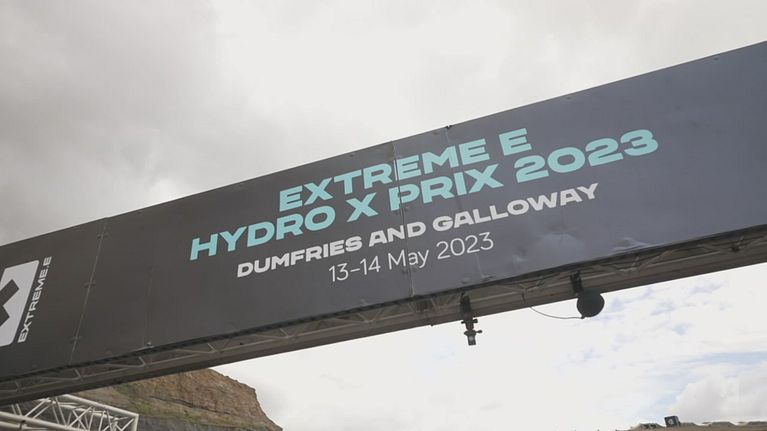 EXTREME E
HYDRO X PRIX 2023
DUMFRIES AND GALLOWAY
13–14 May 2023
EXTREME.E